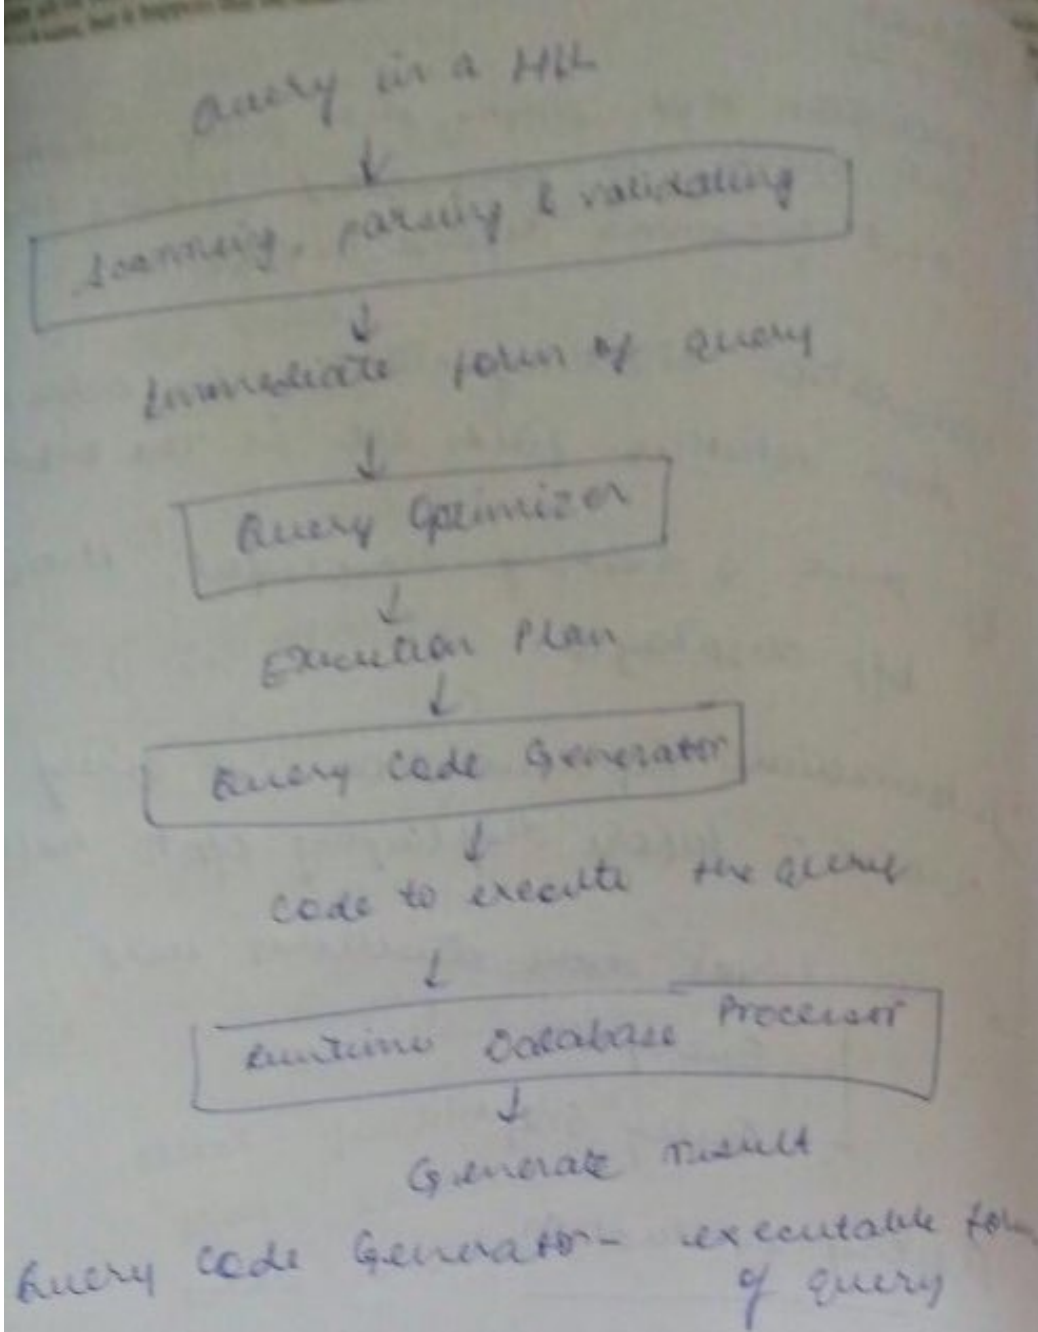 Query in a HLL
Scanning, parsing & validating
Immediate form of query
Query Optimizer
Execution Plan
Query Code Generator
Code to execute the query
Runtime Database Processor
Generate result
Query Code Generator - executable form
of query